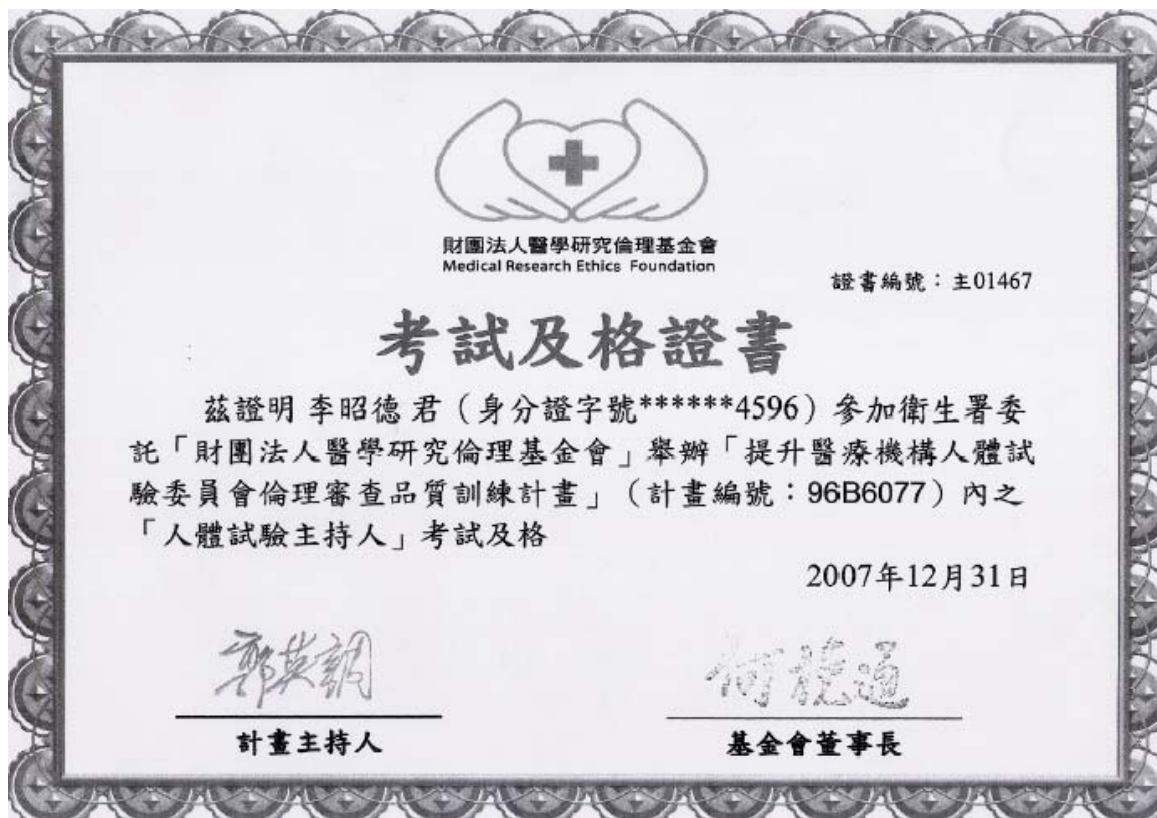 財團法人醫學研究倫理基金會
Medical Research Ethics Foundation
證書編號：主01467
考試及格證書
茲證明 李昭德 君（身分證字號******4596）參加衛生署委
託「財團法人醫學研究倫理基金會」舉辦「提升醫療機構人體試
驗委員會倫理審查品質訓練計畫」（計畫編號：96B6077）內之
「人體試驗主持人」考試及格
2007年12月31日
郭英調
計畫主持人
基金會董事長